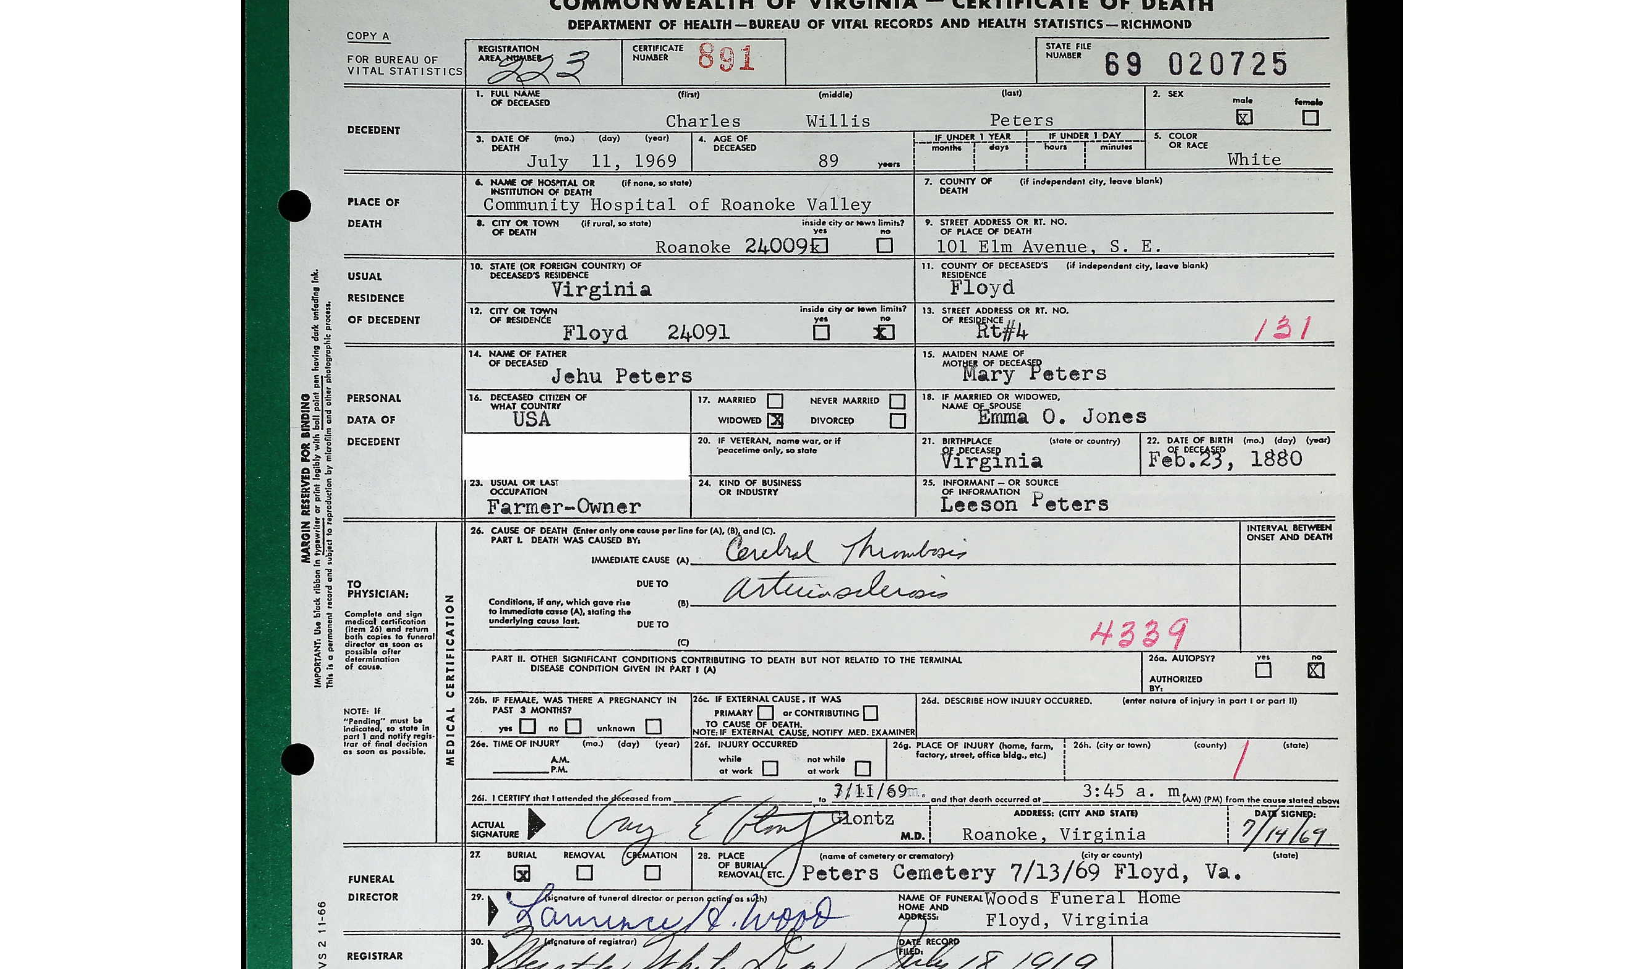 COMMONWEALTH OF VIRGINIA — CERTIFICATE OF DEATH
DEPARTMENT OF HEALTH—BUREAU OF VITAL RECORDS AND HEALTH STATISTICS—RICHMOND
COPY A
FOR BUREAU OF VITAL STATISTICS
REGISTRATION AREA NUMBER 223
CERTIFICATE NUMBER 891
STATE FILE NUMBER 69 020725
DECEDENT
1. FULL NAME OF DECEASED (first) (middle) (last)
Charles Willis Peters
2. SEX male X female
3. DATE OF DEATH (mo.) (day) (year)
July 11, 1969
4. AGE OF DECEASED
89 years
IF UNDER 1 YEAR months days
IF UNDER 1 DAY hours minutes
5. COLOR OR RACE
White
PLACE OF DEATH
6. NAME OF HOSPITAL OR INSTITUTION OF DEATH (if none, so state)
Community Hospital of Roanoke Valley
7. COUNTY OF DEATH (if independent city, leave blank)
8. CITY OR TOWN OF DEATH (if rural, so state) inside city or town limits? yes no
Roanoke 24009 x
9. STREET ADDRESS OR RT. NO. OF PLACE OF DEATH
101 Elm Avenue, S. E.
USUAL RESIDENCE OF DECEDENT
10. STATE (OR FOREIGN COUNTRY) OF DECEASED'S RESIDENCE
Virginia
11. COUNTY OF DECEASED'S RESIDENCE (if independent city, leave blank)
Floyd
12. CITY OR TOWN OF RESIDENCE inside city or town limits? yes no
Floyd 24091 x
13. STREET ADDRESS OR RT. NO. OF RESIDENCE
Rt#4 131
PERSONAL DATA OF DECEDENT
14. NAME OF FATHER OF DECEASED
Jehu Peters
15. MAIDEN NAME OF MOTHER OF DECEASED
Mary Peters
16. DECEASED CITIZEN OF WHAT COUNTRY
USA
17. MARRIED NEVER MARRIED
WIDOWED X DIVORCED
18. IF MARRIED OR WIDOWED, NAME OF SPOUSE
Emma O. Jones
20. IF VETERAN, name war, or if peacetime only, so state
21. BIRTHPLACE OF DECEASED (state or country)
Virginia
22. DATE OF BIRTH OF DECEASED (mo.) (day) (year)
Feb.23, 1880
23. USUAL OR LAST OCCUPATION
Farmer-Owner
24. KIND OF BUSINESS OR INDUSTRY
25. INFORMANT — OR SOURCE OF INFORMATION
Leeson Peters
TO PHYSICIAN:
Complete and sign medical certification (item 26) and return both copies to funeral director as soon as possible after determination of cause.
NOTE: If "Pending" must be indicated, so state in part 1 and notify registrar of final decision as soon as possible.
MEDICAL CERTIFICATION
26. CAUSE OF DEATH (Enter only one cause per line for (A), (B), and (C).
PART I. DEATH WAS CAUSED BY:
INTERVAL BETWEEN ONSET AND DEATH
IMMEDIATE CAUSE (A) Cerebral Thrombosis
DUE TO
Conditions, if any, which gave rise to immediate cause (A), stating the underlying cause last.
(B) Arteriosclerosis
DUE TO
(C)
4339
PART II. OTHER SIGNIFICANT CONDITIONS CONTRIBUTING TO DEATH BUT NOT RELATED TO THE TERMINAL DISEASE CONDITION GIVEN IN PART I (A)
26a. AUTOPSY? yes no X
AUTHORIZED BY:
26b. IF FEMALE, WAS THERE A PREGNANCY IN PAST 3 MONTHS?
yes no unknown
26c. IF EXTERNAL CAUSE, IT WAS
PRIMARY or CONTRIBUTING
TO CAUSE OF DEATH.
NOTE: IF EXTERNAL CAUSE, NOTIFY MED. EXAMINER
26d. DESCRIBE HOW INJURY OCCURRED. (enter nature of injury in part I or part II)
26e. TIME OF INJURY (mo.) (day) (year)
A.M.
P.M.
26f. INJURY OCCURRED
while at work not while at work
26g. PLACE OF INJURY (home, farm, factory, street, office bldg., etc.)
26h. (city or town) (county) (state)
26i. I CERTIFY that I attended the deceased from to 7/11/69 and that death occurred at 3:45 a. m. (AM) (PM) from the cause stated above
ACTUAL SIGNATURE Glontz M.D.
ADDRESS: (CITY AND STATE)
Roanoke, Virginia
DATE SIGNED:
7/14/69
FUNERAL DIRECTOR
27. BURIAL X REMOVAL CREMATION
28. PLACE OF BURIAL, REMOVAL, ETC. (name of cemetery or crematory) (city or county) (state)
Peters Cemetery 7/13/69 Floyd, Va.
29. (signature of funeral director or person acting as such)
Lawrence A. Wood
NAME OF FUNERAL HOME AND ADDRESS:
Woods Funeral Home
Floyd, Virginia
REGISTRAR
30. (signature of registrar)
DATE RECORD FILED:
July 18 1969
MARGIN RESERVED FOR BINDING
IMPORTANT: Use black ribbon in typewriter or print legibly with ball point pen having dark unfading ink.
This is a permanent record and subject to reproduction by microfilm and other photographic process.
VS 2 11-66